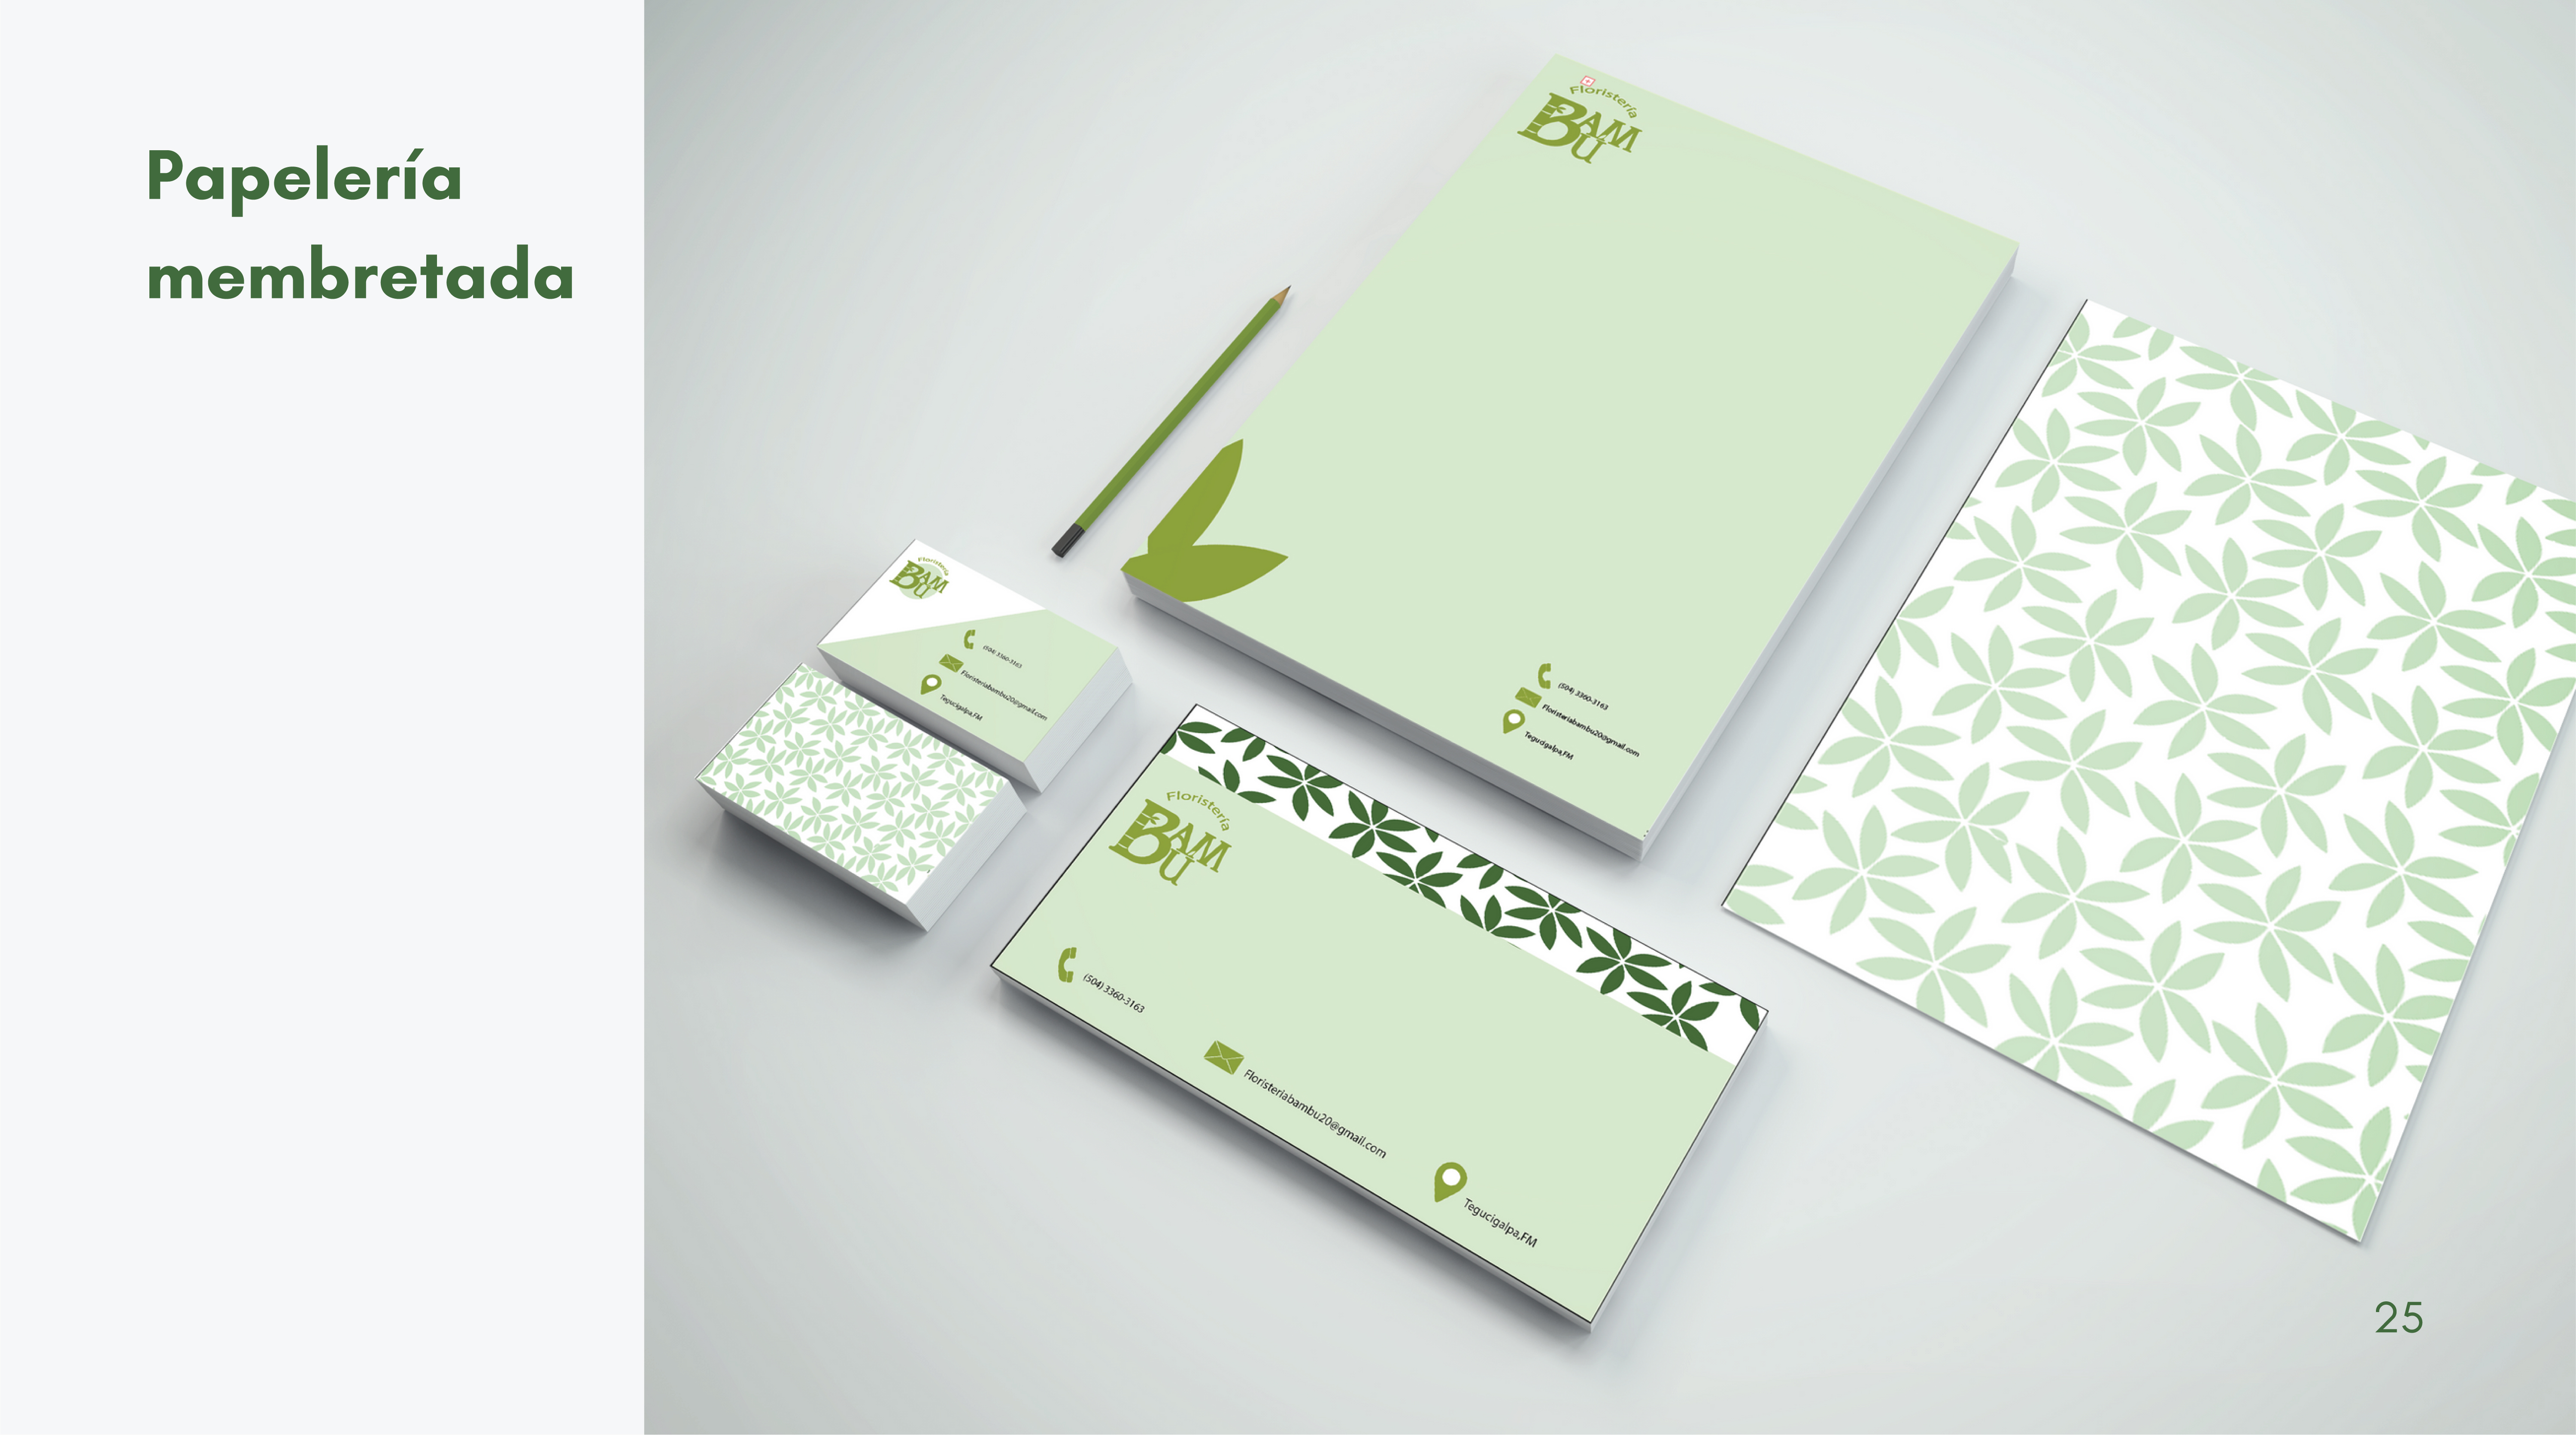 Papelería
membretada
Floristería
BAM
BU
(504) 3360-3163
Floristeriabambu20@gmail.com
Tegucigalpa,FM
Floristería
BAM
BU
(504) 3360-3163
Floristeriabambu20@gmail.com
Tegucigalpa,FM
Floristería
BAM
BU
(504) 3360-3163
Floristeriabambu20@gmail.com
Tegucigalpa,FM
25